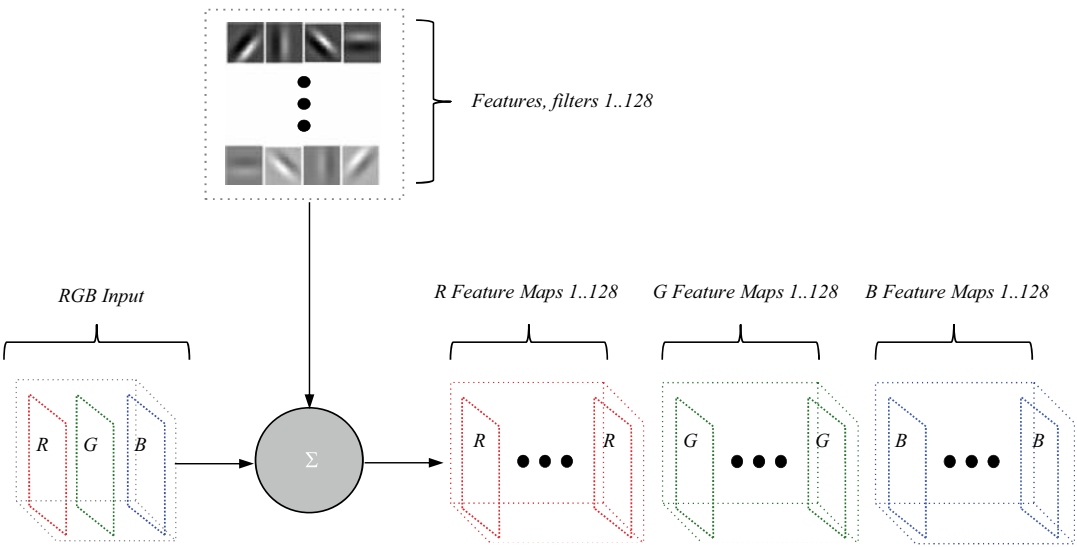 Features, filters 1..128
RGB Input
R Feature Maps 1..128
G Feature Maps 1..128
B Feature Maps 1..128
R
G
B
Σ
R
R
G
G
B
B